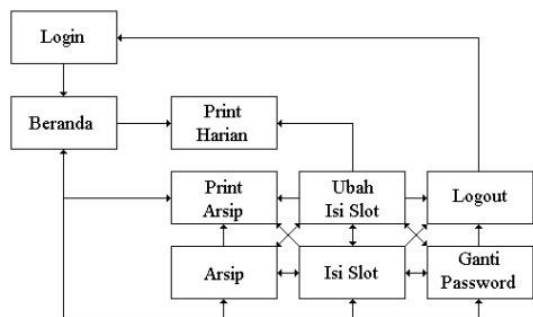 Login
Beranda
Print
Harian
Print
Arsip
Ubah
Isi Slot
Logout
Arsip
Isi Slot
Ganti
Password